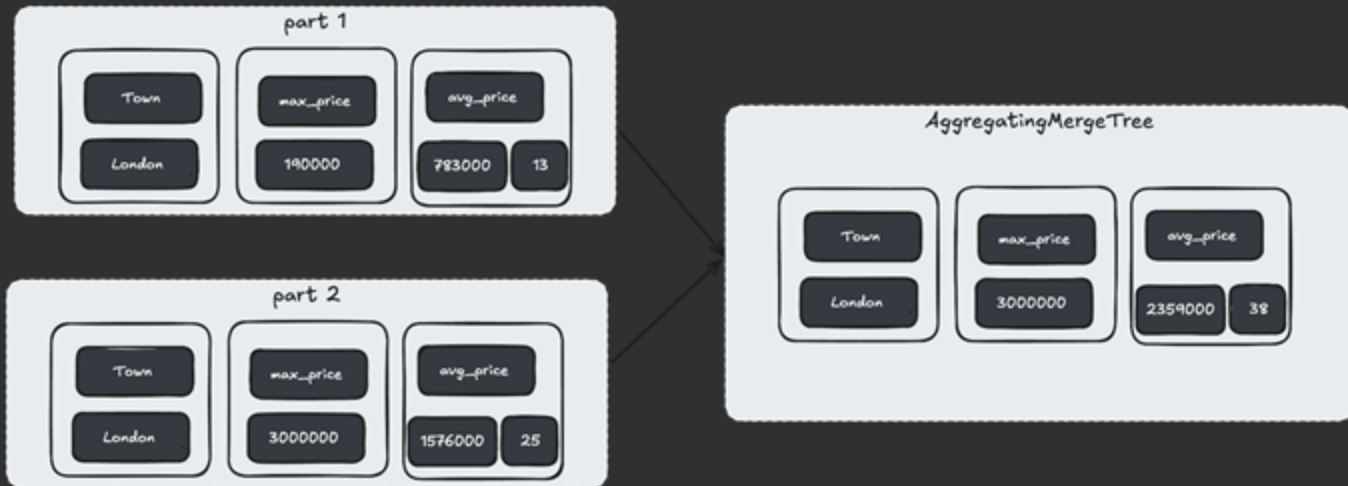 part 1
Town
max_price
avg_price
London
190000
783000
13
part 2
Town
max_price
avg_price
London
3000000
1576000
25
AggregatingMergeTree
Town
max_price
avg_price
London
3000000
2359000
38